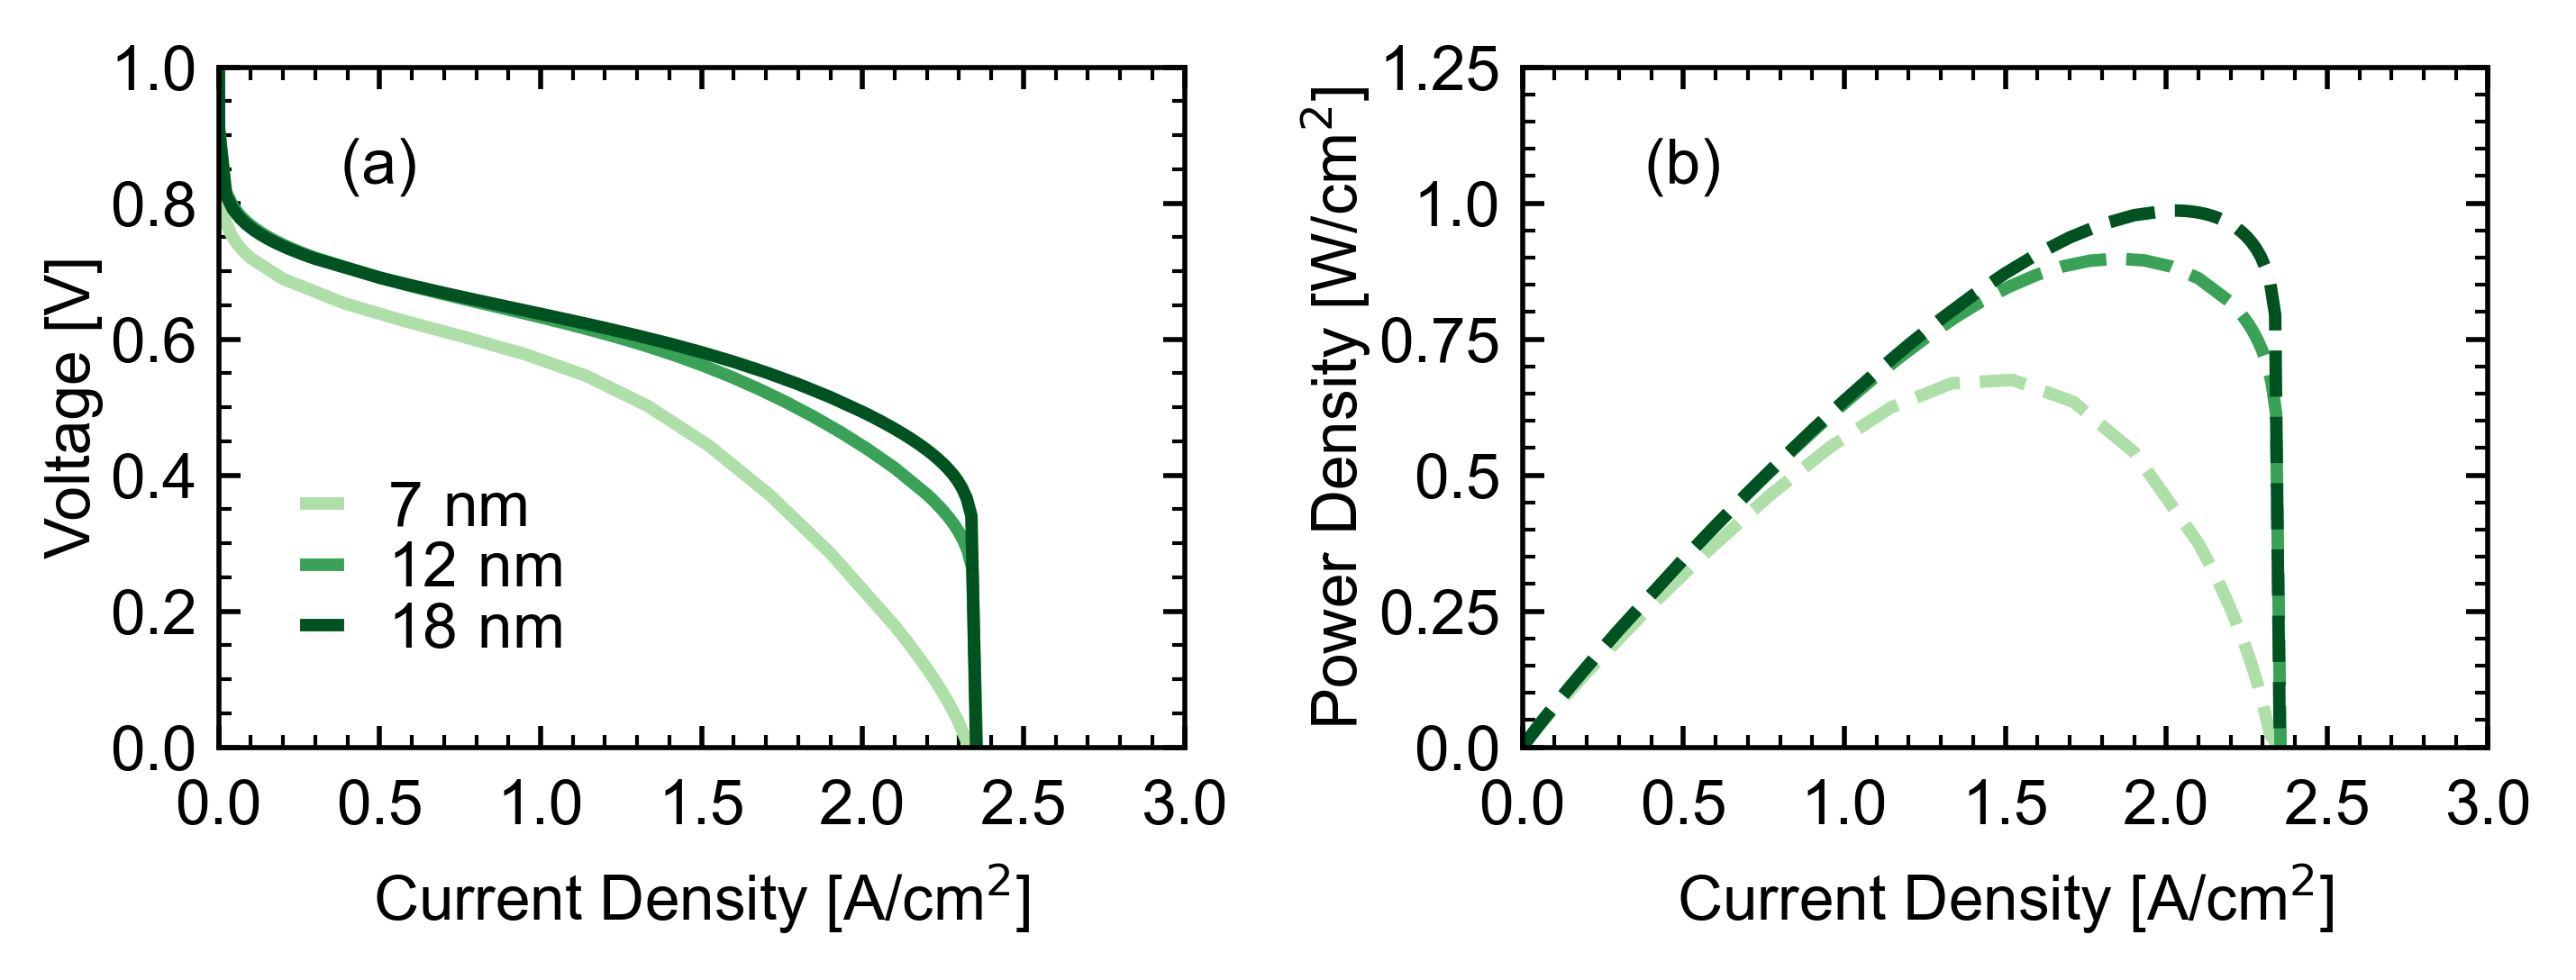 (a)
Voltage [V]
1.0
0.8
0.6
0.4
0.2
0.0
7 nm
12 nm
18 nm
0.0 0.5 1.0 1.5 2.0 2.5 3.0
Current Density [A/cm²]
(b)
Power Density [W/cm²]
1.25
1.0
0.75
0.5
0.25
0.0
0.0 0.5 1.0 1.5 2.0 2.5 3.0
Current Density [A/cm²]